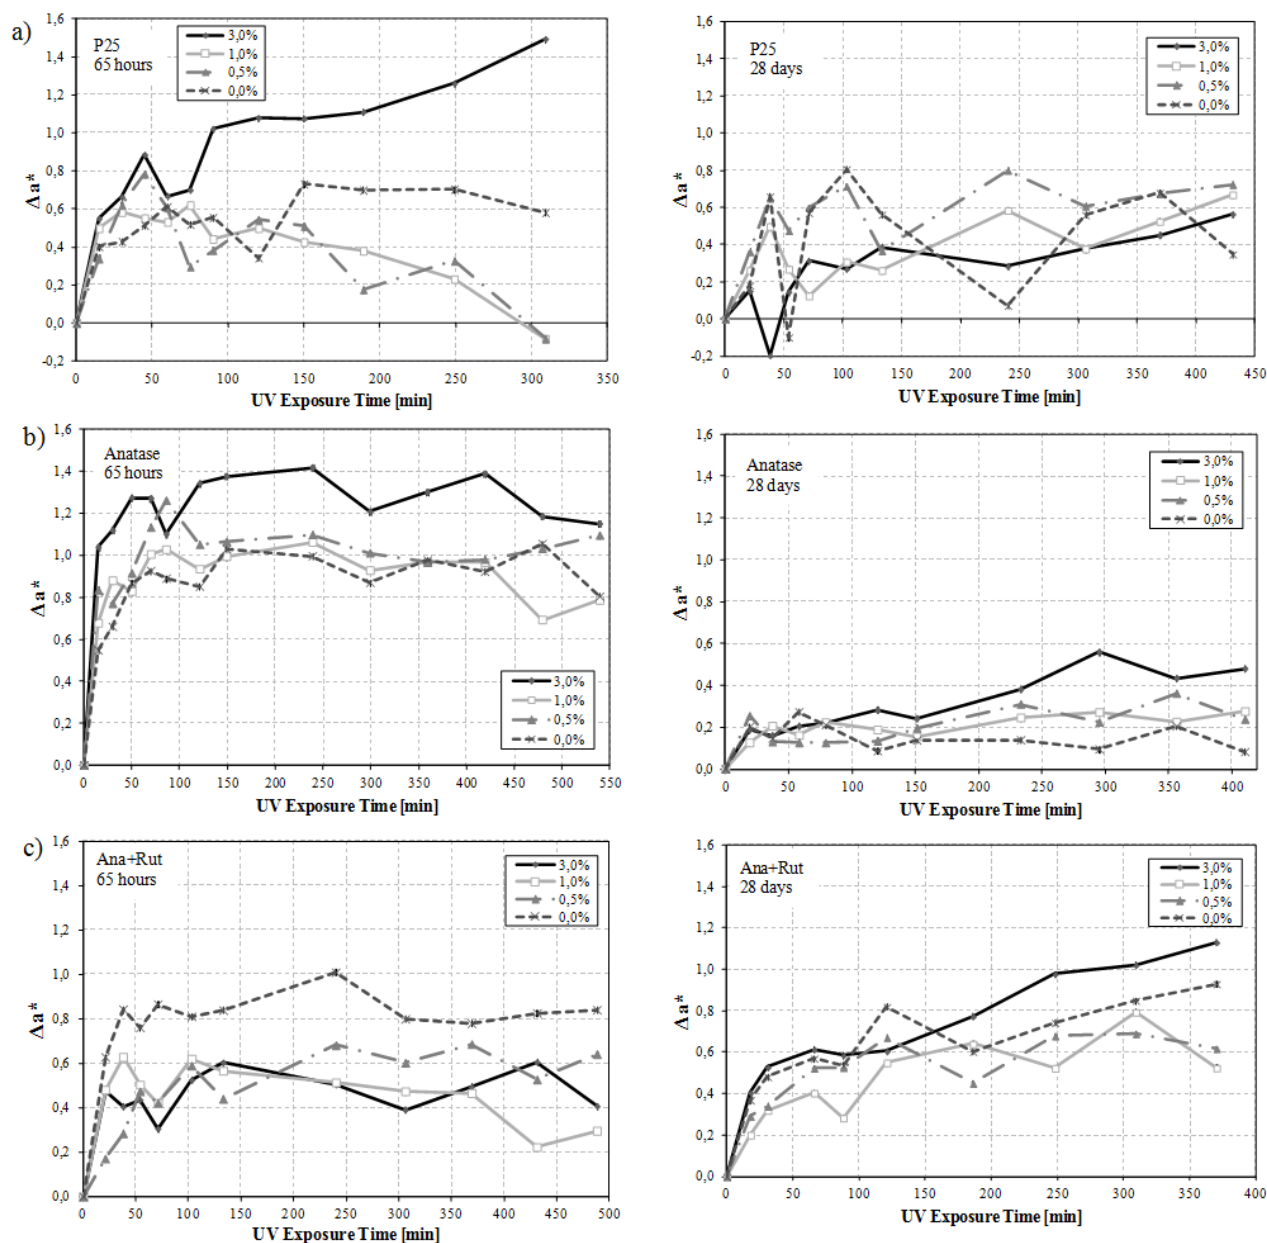 a)
P25
65 hours
3,0%
1,0%
0,5%
0,0%
1,6
1,4
1,2
1,0
0,8
0,6
0,4
0,2
0,0
-0,2
Δa*
0 50 100 150 200 250 300 350
UV Exposure Time [min]
P25
28 days
3,0%
1,0%
0,5%
0,0%
1,6
1,4
1,2
1,0
0,8
0,6
0,4
0,2
0,0
-0,2
Δa*
0 50 100 150 200 250 300 350 400 450
UV Exposure Time [min]
b)
Anatase
65 hours
1,6
1,4
1,2
1,0
0,8
0,6
0,4
0,2
0,0
Δa*
3,0%
1,0%
0,5%
0,0%
0 50 100 150 200 250 300 350 400 450 500 550
UV Exposure Time [min]
Anatase
28 days
3,0%
1,0%
0,5%
0,0%
1,6
1,4
1,2
1,0
0,8
0,6
0,4
0,2
0,0
Δa*
0 50 100 150 200 250 300 350 400
UV Exposure Time [min]
c)
Ana+Rut
65 hours
3,0%
1,0%
0,5%
0,0%
1,6
1,4
1,2
1,0
0,8
0,6
0,4
0,2
0,0
Δa*
0 50 100 150 200 250 300 350 400 450 500
UV Exposure Time [min]
Ana+Rut
28 days
3,0%
1,0%
0,5%
0,0%
1,6
1,4
1,2
1,0
0,8
0,6
0,4
0,2
0,0
Δa*
0 50 100 150 200 250 300 350 400
UV Exposure Time [min]